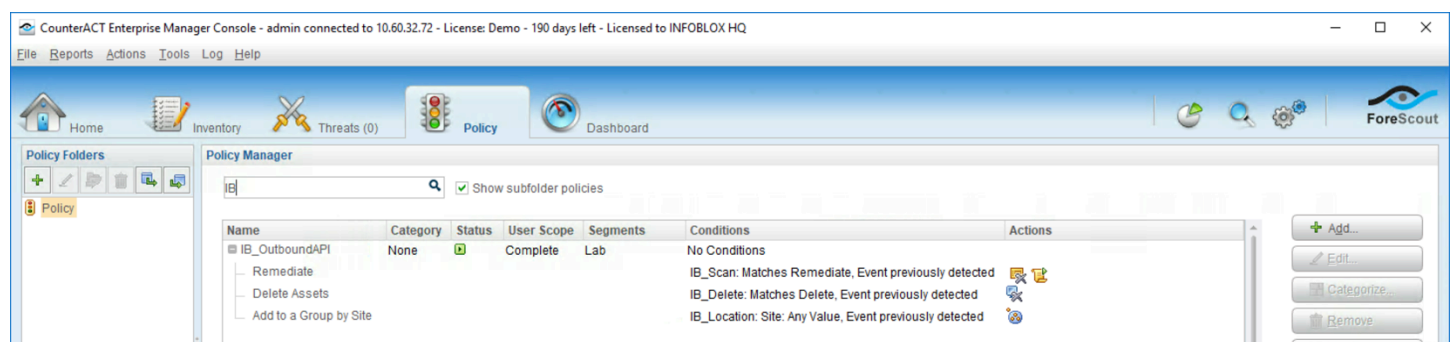 CounterACT Enterprise Manager Console - admin connected to 10.60.32.72 - License: Demo - 190 days left - Licensed to INFOBLOX HQ
File Reports Actions Tools Log Help
Home Inventory Threats (0) Policy Dashboard ForeScout
Policy Folders
Policy
Policy Manager
IB Show subfolder policies
Name Category Status User Scope Segments Conditions Actions
IB_OutboundAPI None Complete Lab No Conditions
Remediate IB_Scan: Matches Remediate, Event previously detected
Delete Assets IB_Delete: Matches Delete, Event previously detected
Add to a Group by Site IB_Location: Site: Any Value, Event previously detected
Add...
Edit...
Categorize...
Remove